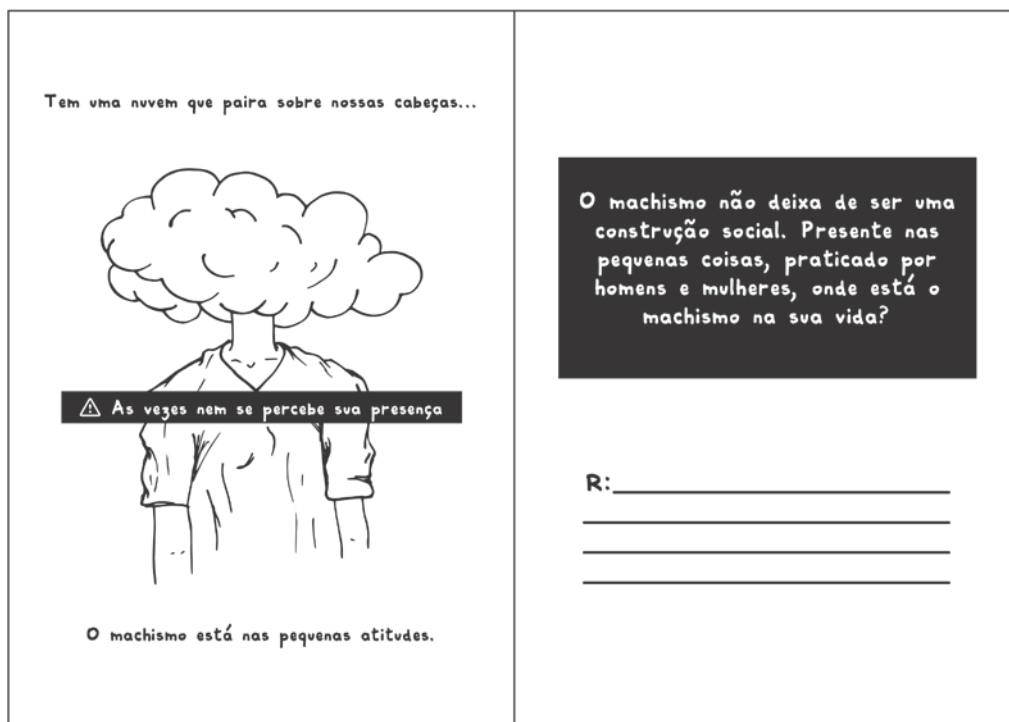 Tem uma nuvem que paira sobre nossas cabeças...
As vezes nem se percebe sua presença
O machismo está nas pequenas atitudes.
O machismo não deixa de ser uma
construção social. Presente nas
pequenas coisas, praticado por
homens e mulheres, onde está o
machismo na sua vida?
R: